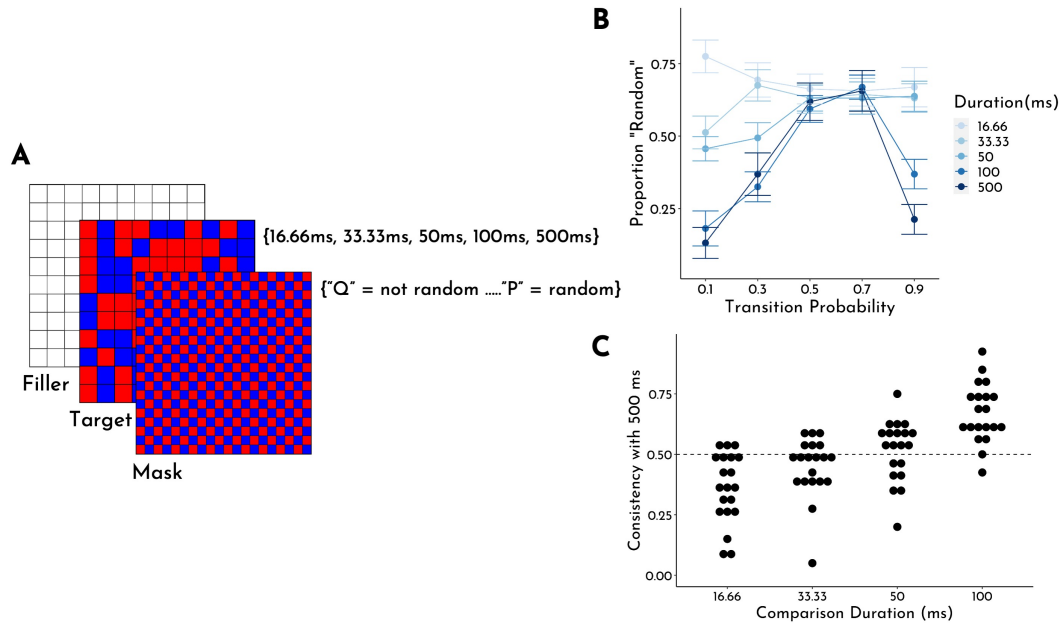 A
{16.66ms, 33.33ms, 50ms, 100ms, 500ms}
{"Q" = not random ....."P" = random}
Filler
Target
Mask
B
Proportion "Random"
0.75
0.50
0.25
0.1 0.3 0.5 0.7 0.9
Transition Probability
Duration(ms)
16.66
33.33
50
100
500
C
Consistency with 500 ms
0.75
0.50
0.25
0.00
16.66 33.33 50 100
Comparison Duration (ms)